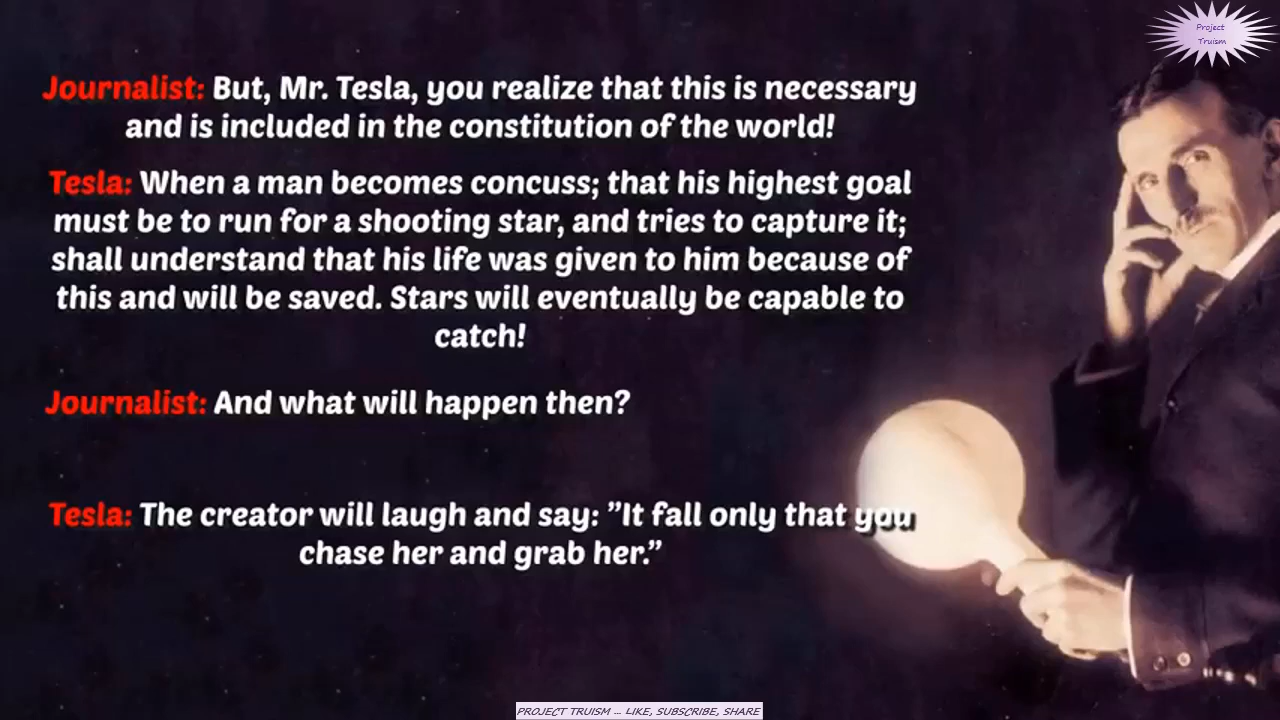 Project
Truism
Journalist: But, Mr. Tesla, you realize that this is necessary
and is included in the constitution of the world!
Tesla: When a man becomes concuss; that his highest goal
must be to run for a shooting star, and tries to capture it;
shall understand that his life was given to him because of
this and will be saved. Stars will eventually be capable to
catch!
Journalist: And what will happen then?
Tesla: The creator will laugh and say: ”It fall only that you
chase her and grab her.”
PROJECT TRUISM ... LIKE, SUBSCRIBE, SHARE